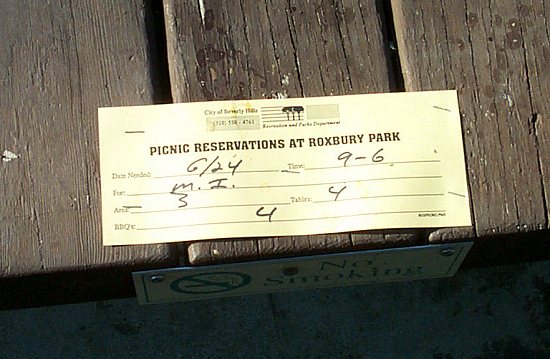 City of Beverly Hills
(310) 550 - 4761
Recreation and Parks Department
PICNIC RESERVATIONS AT ROXBURY PARK
Date Needed: 6/24 Time: 9-6
For: M. I.
Area: 3 Tables: 4
BBQ's: 4
No
Smoking